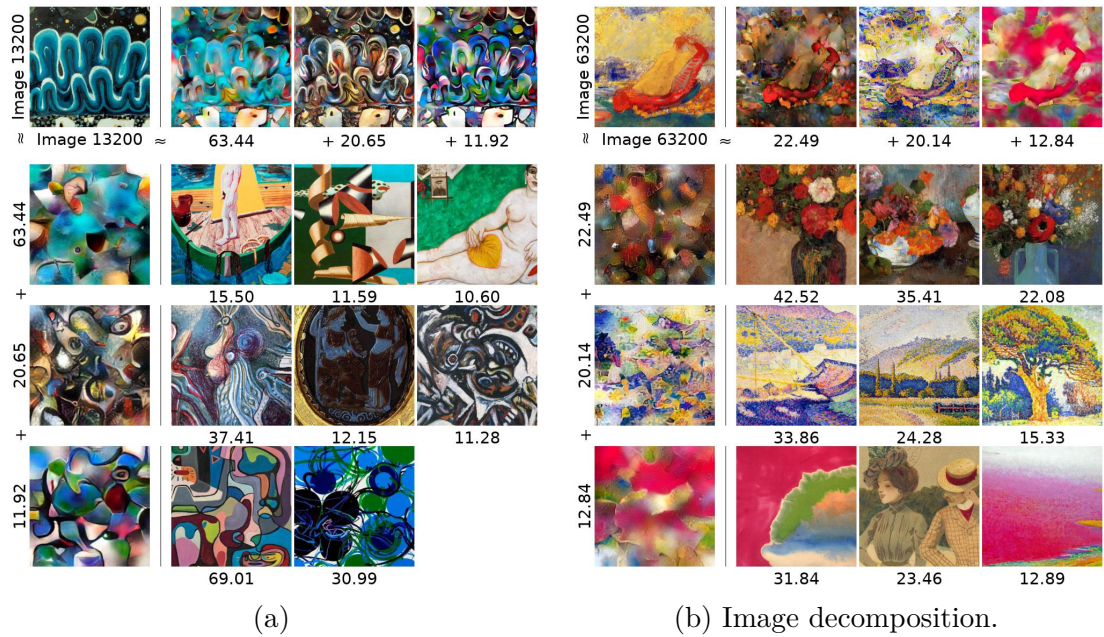 ≈ Image 13200
Image 13200 ≈ 63.44 + 20.65 + 11.92
63.44
15.50 11.59 10.60
+
20.65
37.41 12.15 11.28
+
11.92
69.01 30.99
(a)
≈ Image 63200
Image 63200 ≈ 22.49 + 20.14 + 12.84
22.49
42.52 35.41 22.08
+
20.14
33.86 24.28 15.33
+
12.84
31.84 23.46 12.89
(b) Image decomposition.